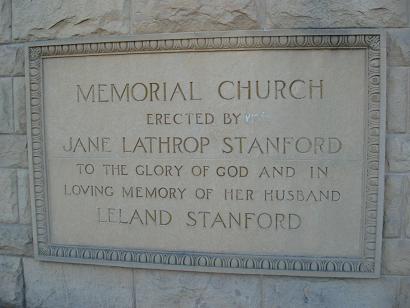 MEMORIAL CHURCH
ERECTED BY
JANE LATHROP STANFORD
TO THE GLORY OF GOD AND IN
LOVING MEMORY OF HER HUSBAND
LELAND STANFORD